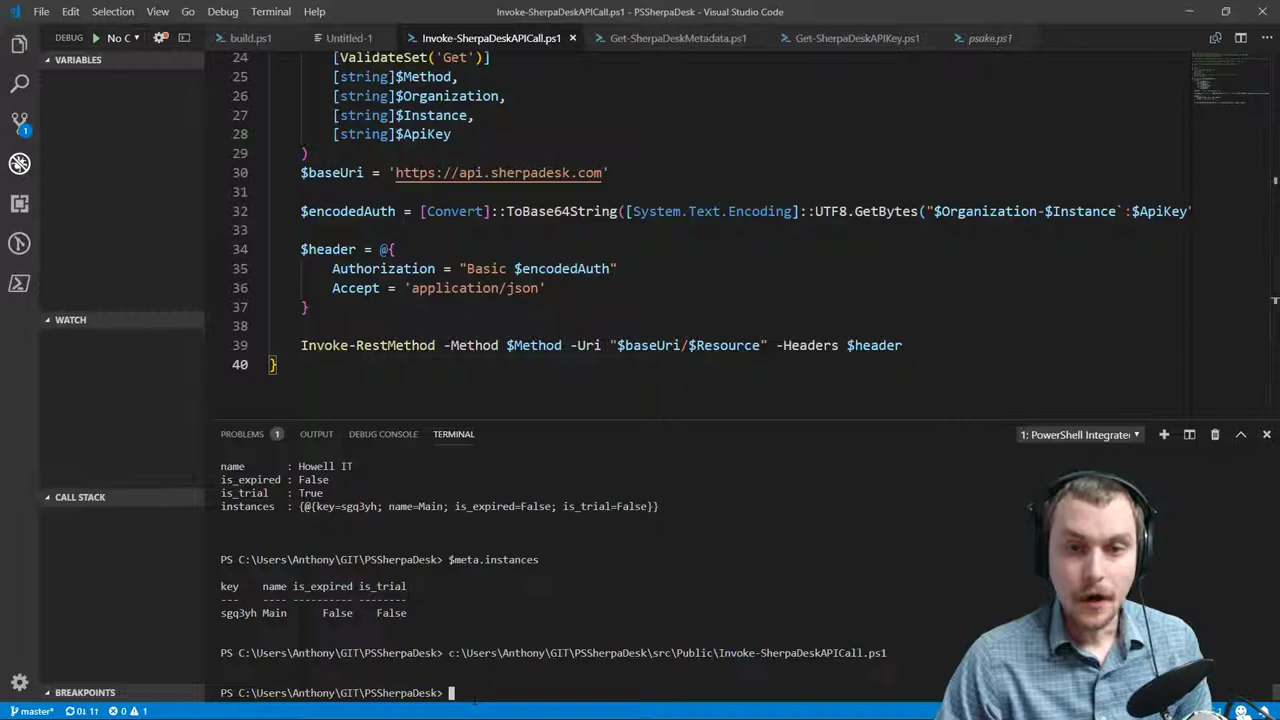 File Edit Selection View Go Debug Terminal Help
Invoke-SherpaDeskAPICall.ps1 - PSSherpaDesk - Visual Studio Code
DEBUG No C
build.ps1 Untitled-1 Invoke-SherpaDeskAPICall.ps1 Get-SherpaDeskMetadata.ps1 Get-SherpaDeskAPIKey.ps1 psake.ps1
VARIABLES
WATCH
CALL STACK
BREAKPOINTS
24 [ValidateSet('Get')]
25 [string]$Method,
26 [string]$Organization,
27 [string]$Instance,
28 [string]$ApiKey
29 )
30 $baseUri = 'https://api.sherpadesk.com'
31
32 $encodedAuth = [Convert]::ToBase64String([System.Text.Encoding]::UTF8.GetBytes("$Organization-$Instance`:$ApiKey"
33
34 $header = @{
35 Authorization = "Basic $encodedAuth"
36 Accept = 'application/json'
37 }
38
39 Invoke-RestMethod -Method $Method -Uri "$baseUri/$Resource" -Headers $header
40 }
PROBLEMS 1 OUTPUT DEBUG CONSOLE TERMINAL
1: PowerShell Integrate
name : Howell IT
is_expired : False
is_trial : True
instances : {@{key=sgq3yh; name=Main; is_expired=False; is_trial=False}}
PS C:\Users\Anthony\GIT\PSSherpaDesk> $meta.instances
key name is_expired is_trial
--- ---- ---------- --------
sgq3yh Main False False
PS C:\Users\Anthony\GIT\PSSherpaDesk> c:\Users\Anthony\GIT\PSSherpaDesk\src\Public\Invoke-SherpaDeskAPICall.ps1
PS C:\Users\Anthony\GIT\PSSherpaDesk>
master* 0↓ 1↑ 0 1